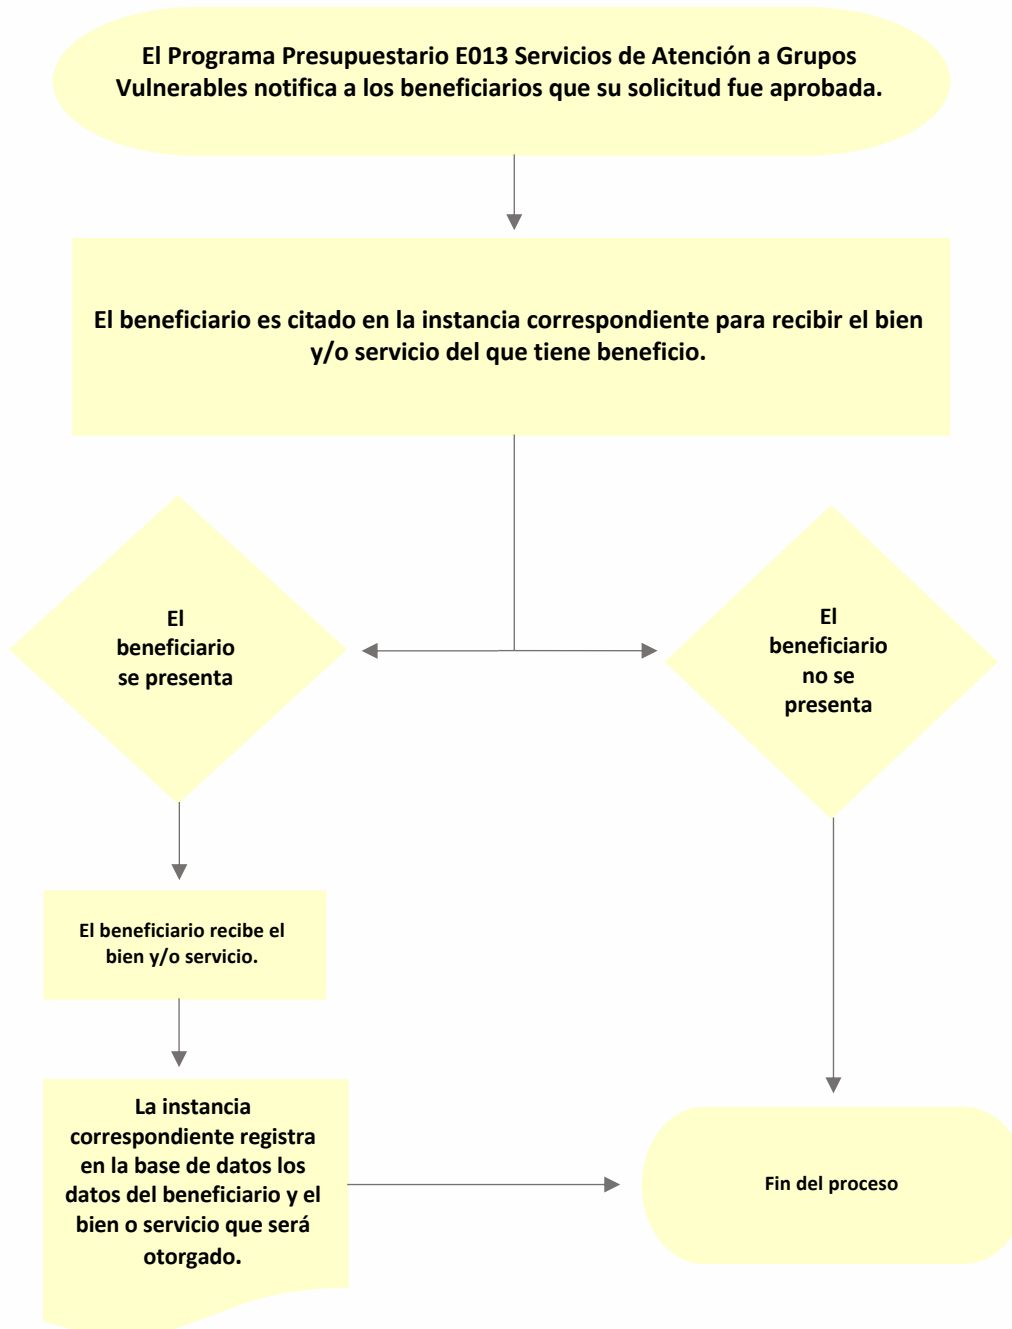 El Programa Presupuestario E013 Servicios de Atención a Grupos
Vulnerables notifica a los beneficiarios que su solicitud fue aprobada.
El beneficiario es citado en la instancia correspondiente para recibir el bien
y/o servicio del que tiene beneficio.
El
beneficiario
se presenta
El
beneficiario
no se
presenta
El beneficiario recibe el
bien y/o servicio.
La instancia
correspondiente registra
en la base de datos los
datos del beneficiario y el
bien o servicio que será
otorgado.
Fin del proceso